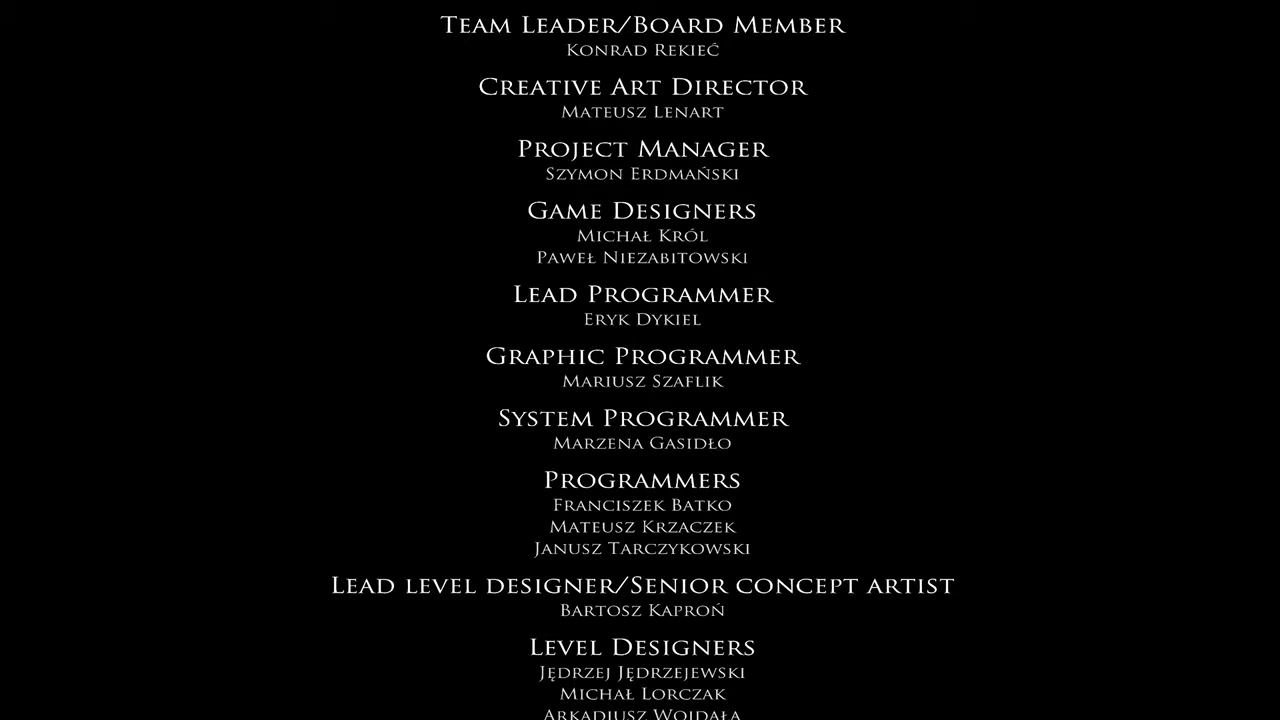 Team Leader/Board Member
Konrad Rekieć
Creative Art Director
Mateusz Lenart
Project Manager
Szymon Erdmański
Game Designers
Michał Król
Paweł Niezabitowski
Lead Programmer
Eryk Dykiel
Graphic Programmer
Mariusz Szaflik
System Programmer
Marzena Gasidło
Programmers
Franciszek Batko
Mateusz Krzaczek
Janusz Tarczykowski
Lead level designer/Senior concept artist
Bartosz Kaproń
Level Designers
Jędrzej Jędrzejewski
Michał Lorczak
Arkadiusz Wojdała